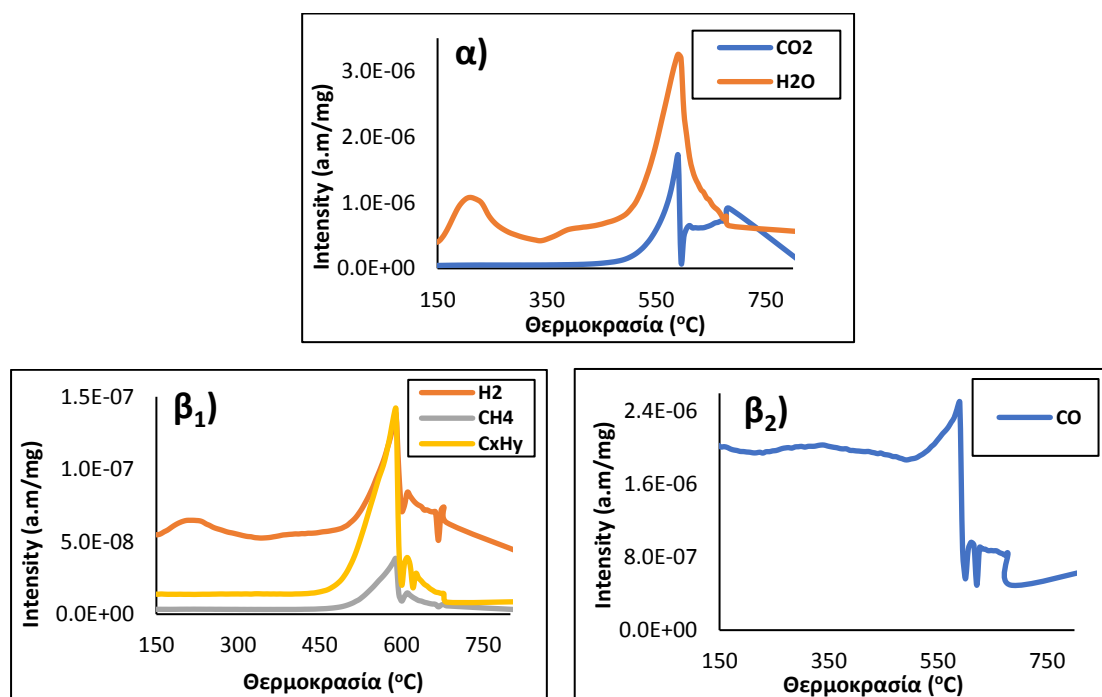 α)
CO2
H2O
Intensity (a.m/mg)
3.0E-06
2.0E-06
1.0E-06
0.0E+00
150 350 550 750
Θερμοκρασία (°C)
β1)
H2
CH4
CxHy
Intensity (a.m/mg)
1.5E-07
1.0E-07
5.0E-08
0.0E+00
150 300 450 600 750
Θερμοκρασία (°C)
β2)
CO
Intensity (a.m/mg)
2.4E-06
1.6E-06
8.0E-07
0.0E+00
150 350 550 750
Θερμοκρασία (°C)